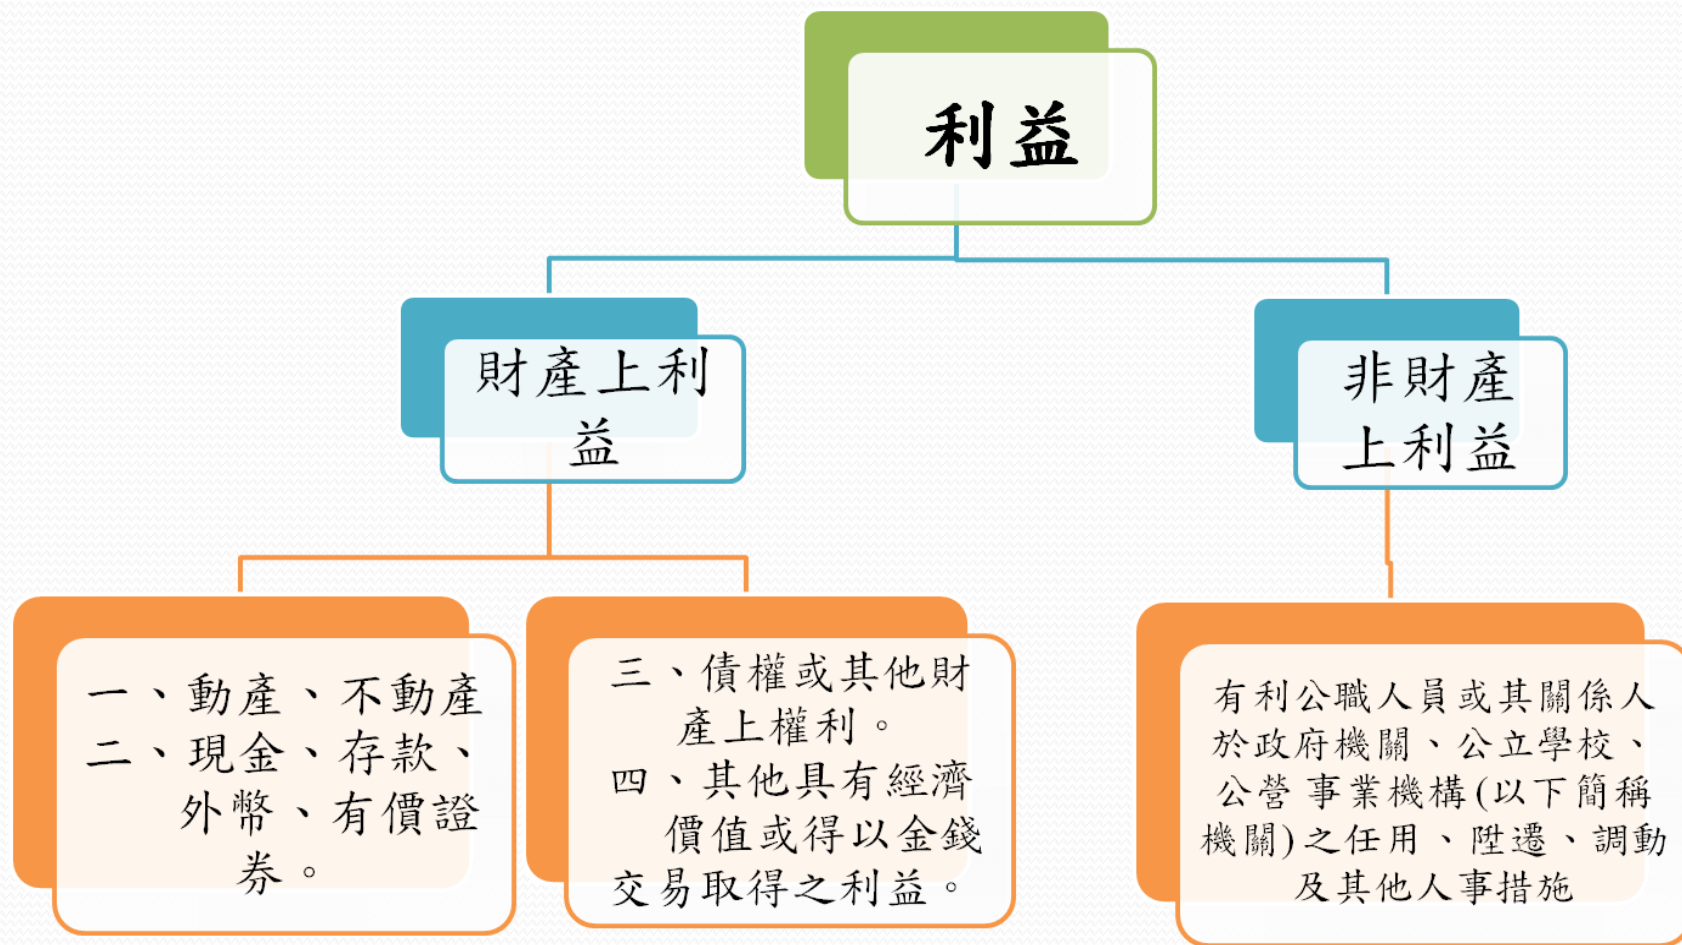 利益
財產上利
益
非財產
上利益
一、動產、不動產
二、現金、存款、
外幣、有價證
券。
三、債權或其他財
產上權利。
四、其他具有經濟
價值或得以金錢
交易取得之利益。
有利公職人員或其關係人
於政府機關、公立學校、
公營 事業機構(以下簡稱
機關)之任用、陞遷、調動
及其他人事措施